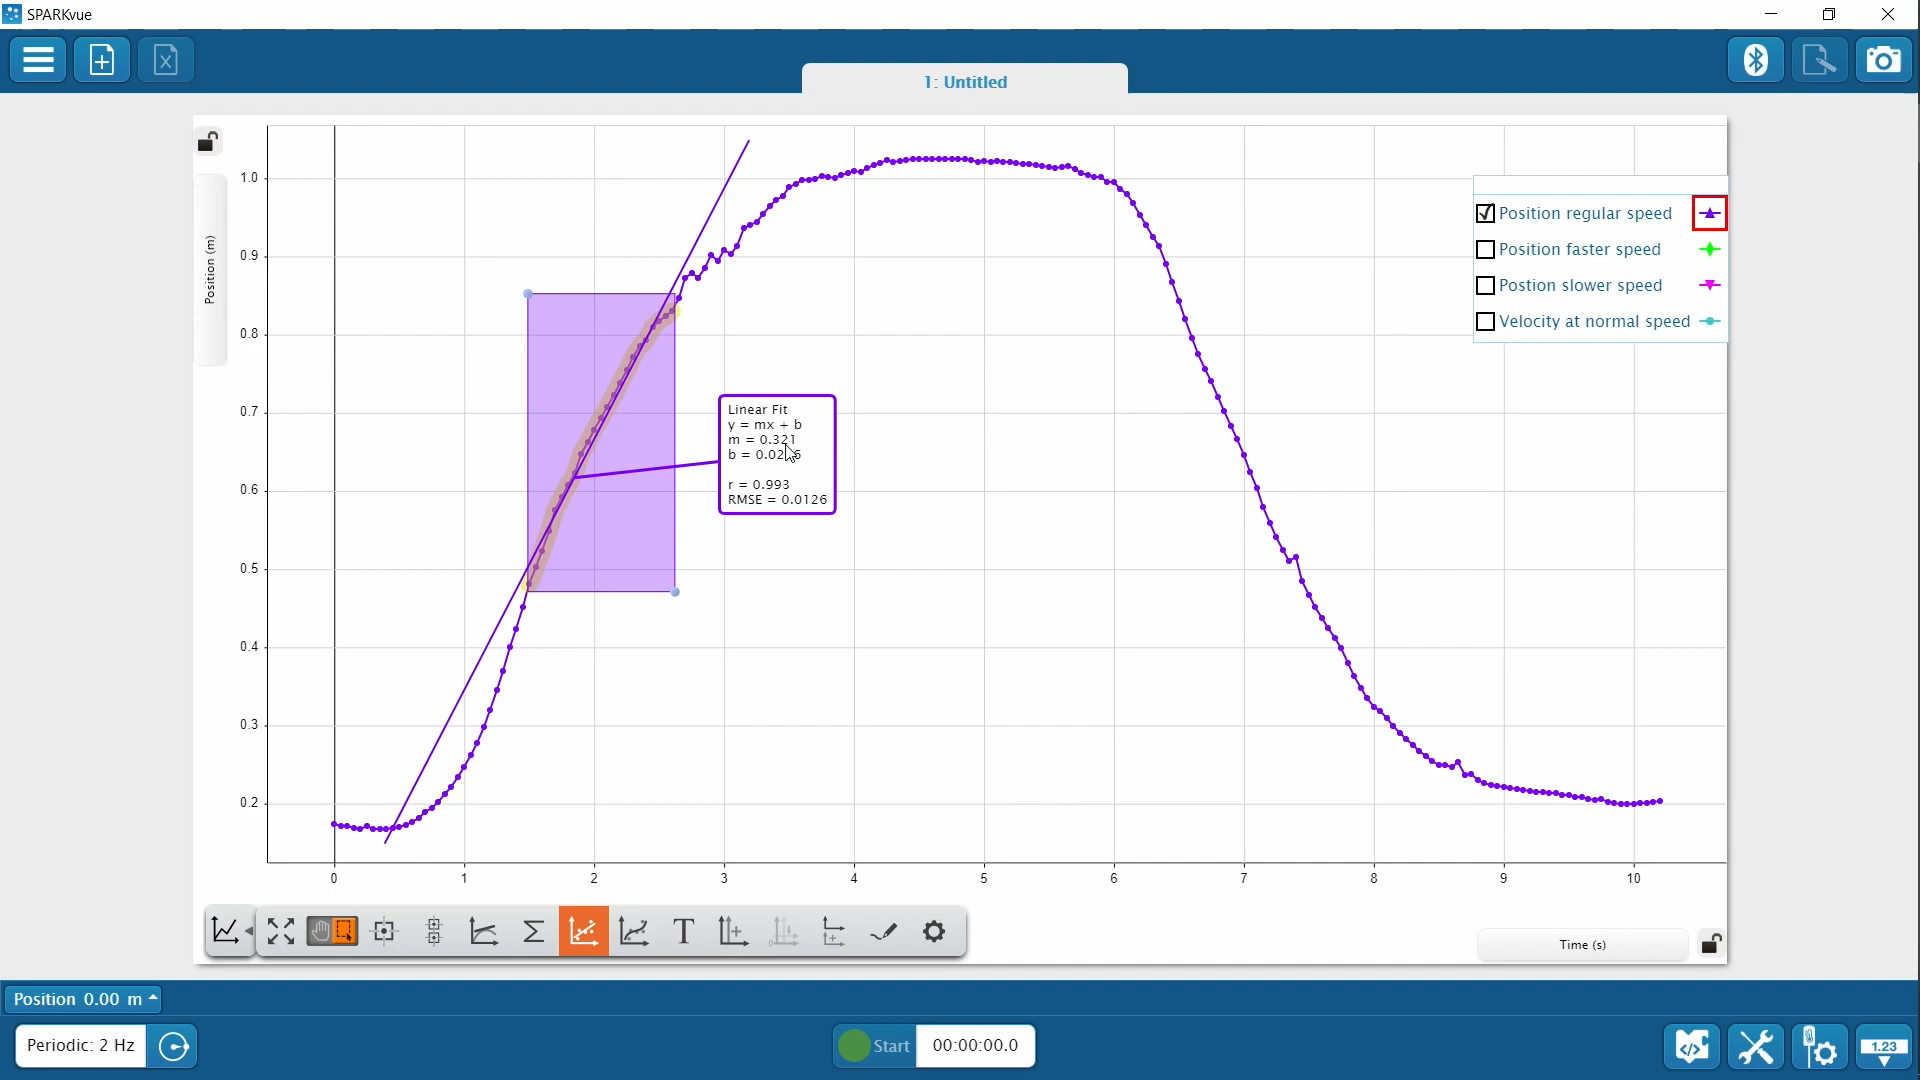 SPARKvue
1: Untitled
Position (m)
1.0
0.9
0.8
0.7
0.6
0.5
0.4
0.3
0.2
Position regular speed
Position faster speed
Postion slower speed
Velocity at normal speed
Linear Fit
y = mx + b
m = 0.321
b =
r = 0.993
RMSE = 0.0126
0 1 2 3 4 5 6 7 8 9 10
Time (s)
Position 0.00 m
Periodic: 2 Hz
Start
00:00:00.0
1.23